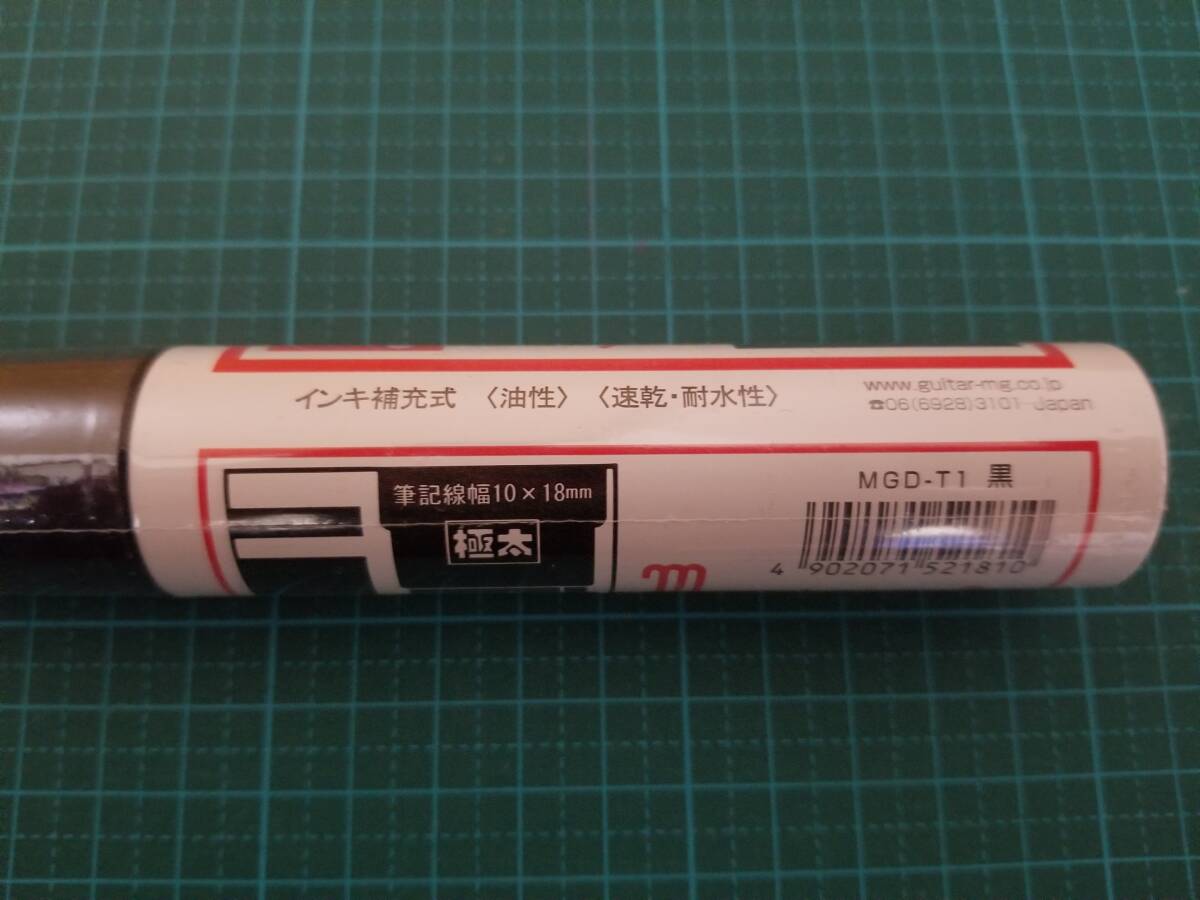 インキ補充式 〈油性〉 〈速乾・耐水性〉
www.guitar-mg.co.jp
☎06(6928)3101 Japan
筆記線幅10×18mm
極太
m
MGD-T1 黒
4 902071 521810